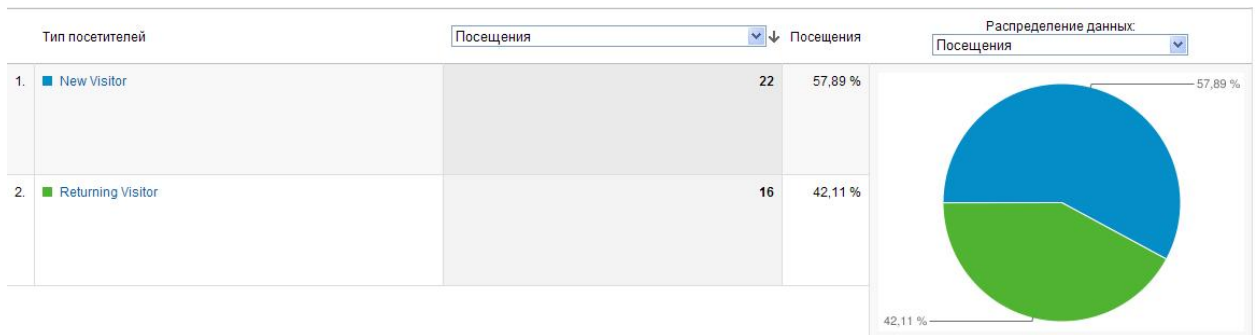 Тип посетителей
Посещения
Посещения
Распределение данных:
Посещения
1. New Visitor 22 57,89 %
2. Returning Visitor 16 42,11 %
57,89 %
42,11 %